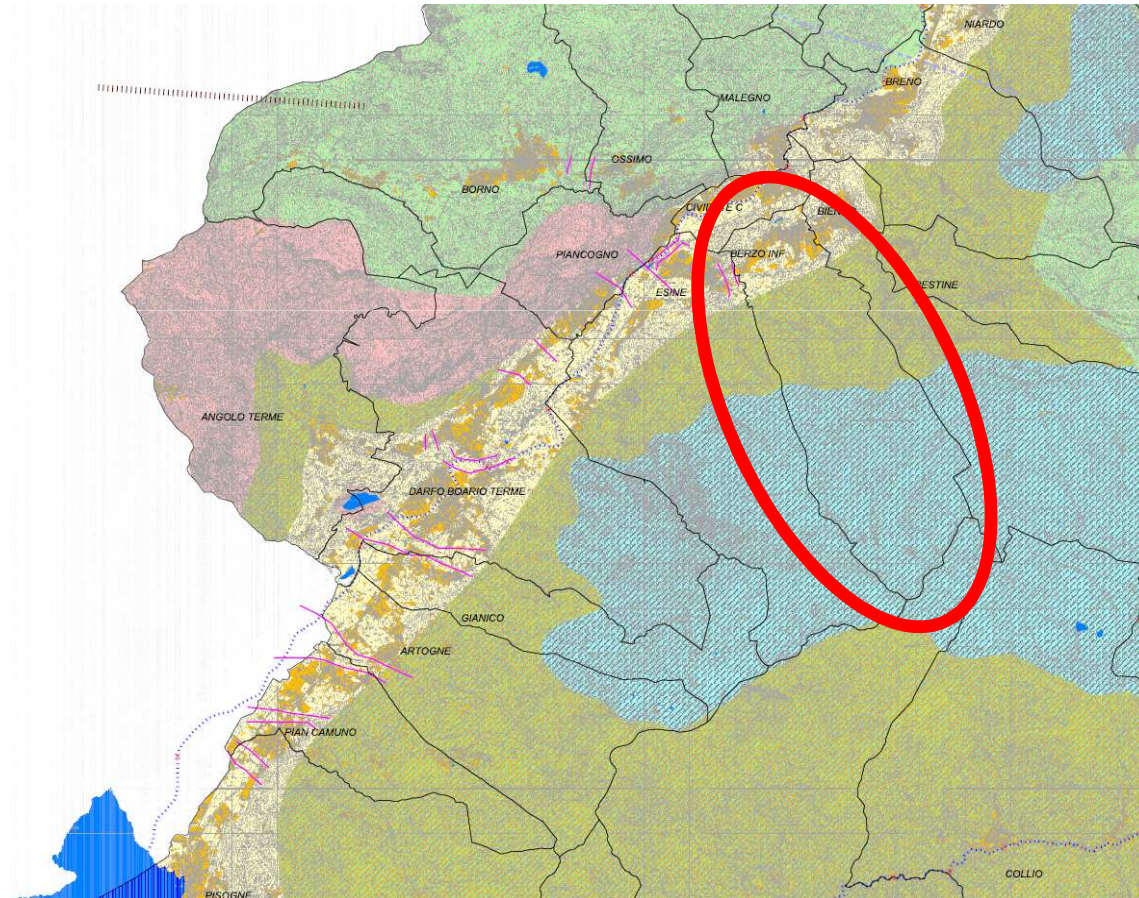 NIARDO
BRENO
MALEGNO
OSSIMO
BORNO
BERZO INF
PIANCOGNO
ESINE
ANGOLO TERME
DARFO BOARIO TERME
GIANICO
ARTOGNE
PIAN CAMUNO
COLLIO
PISOGNE